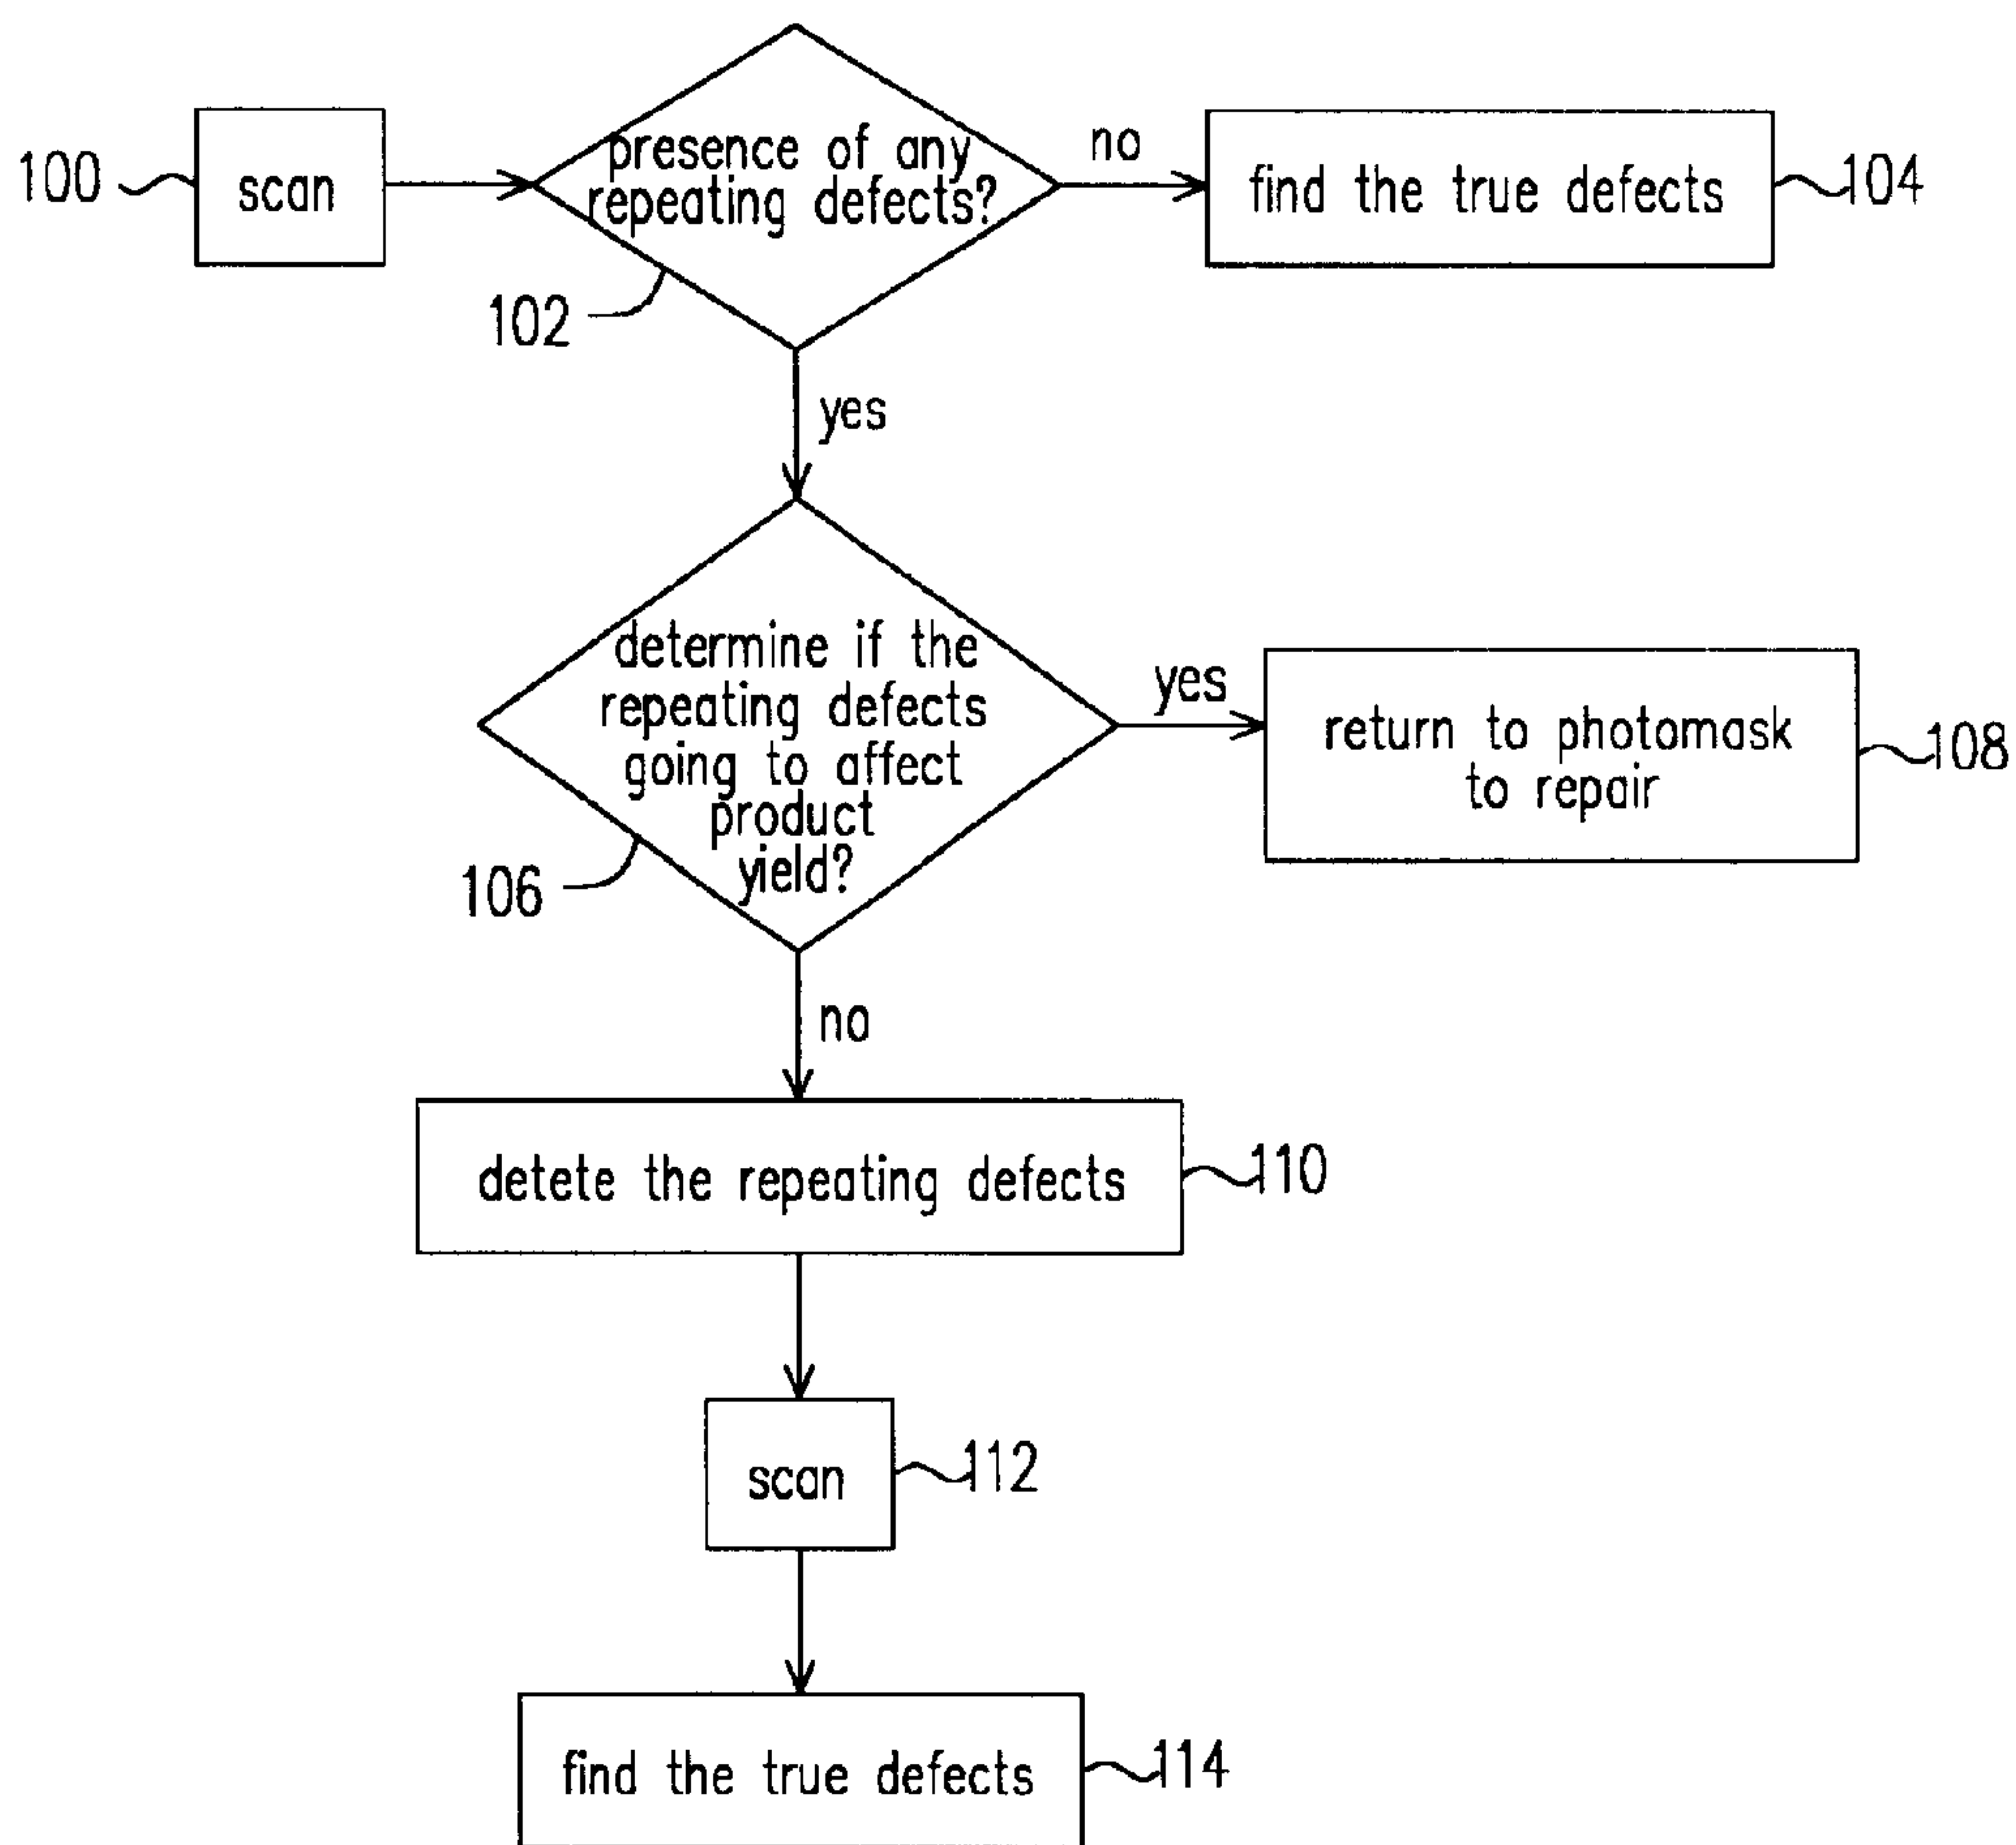 100
scan
presence of any
repeating defects?
102
no
find the true defects
104
yes
determine if the
repeating defects
going to affect
product
yield?
106
yes
return to photomask
to repair
108
no
detete the repeating defects
110
scan
112
find the true defects
114